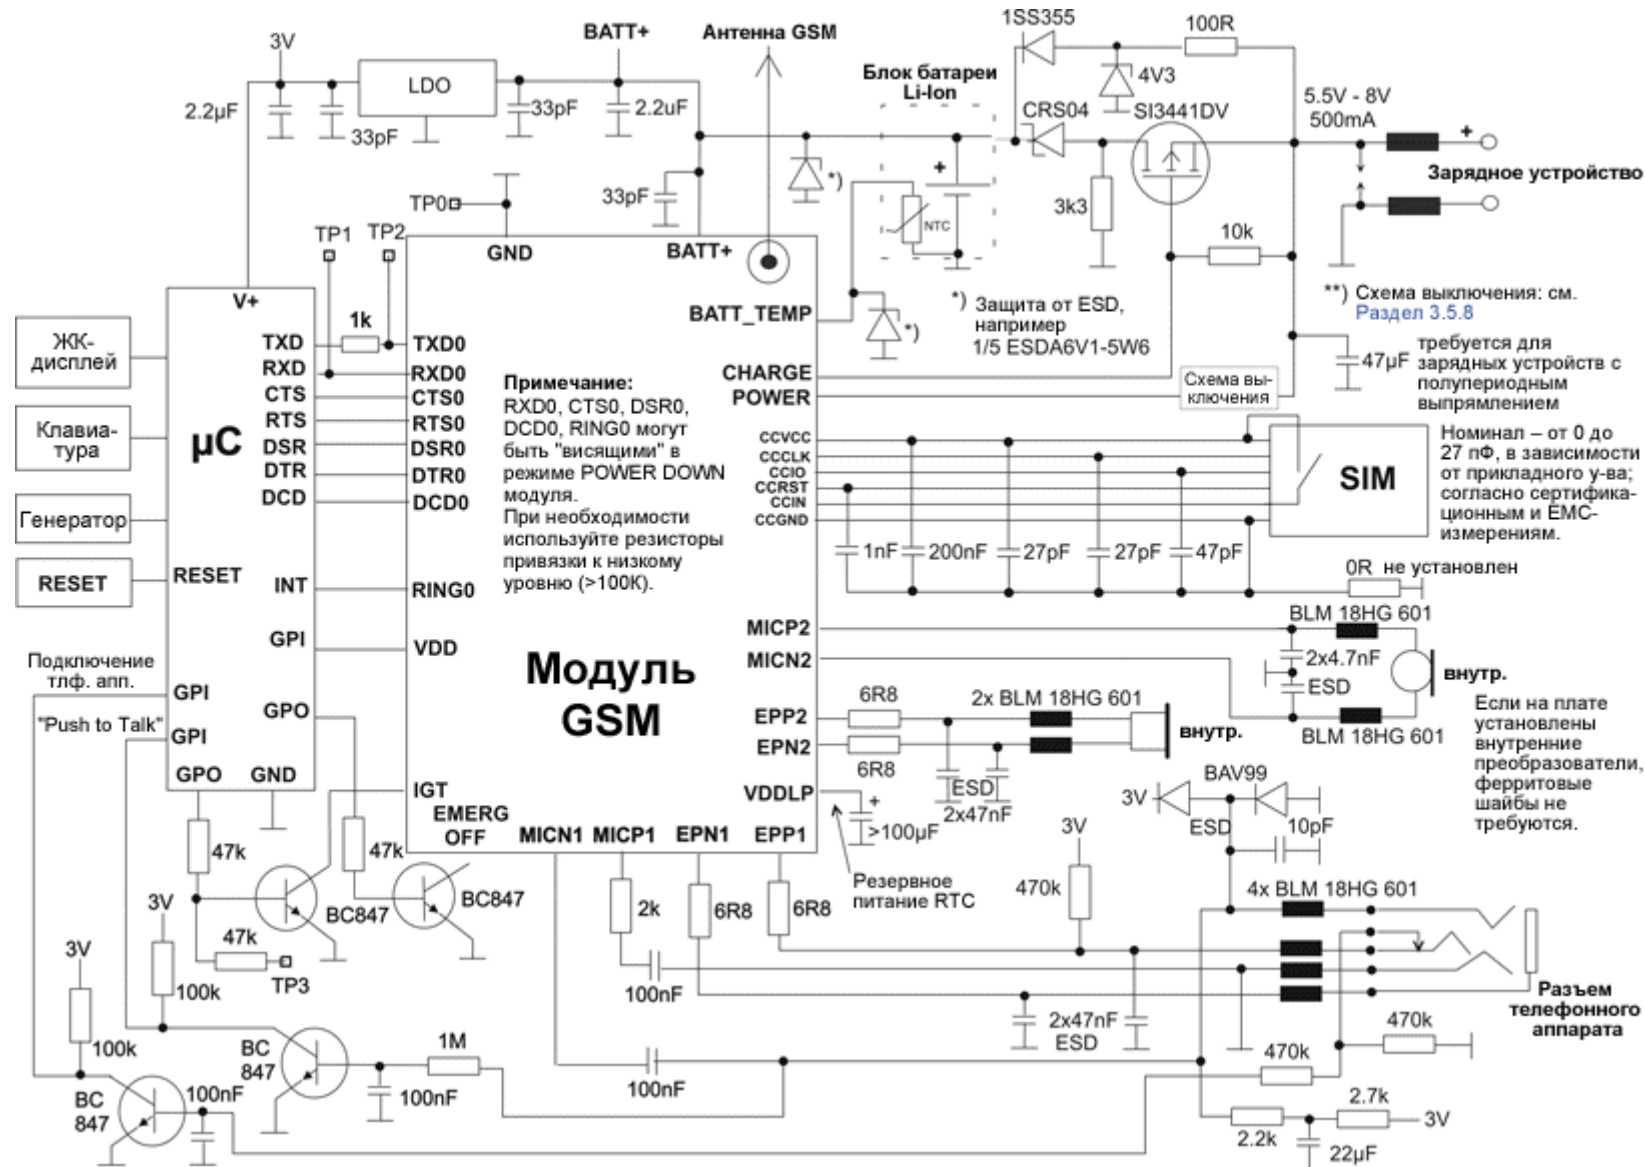 3V
LDO
BATT+
Антенна GSM
1SS355
100R
2.2µF
33pF
33pF
2.2uF
Блок батареи
Li-Ion
4V3
CRS04
SI3441DV
5.5V - 8V
500mA
+
Зарядное устройство
*)
+
NTC
3k3
10k
33pF
TP0
TP1
TP2
GND
BATT+
BATT_TEMP
*)
*) Защита от ESD,
например
1/5 ESDA6V1-5W6
**) Схема выключения: см.
Раздел 3.5.8
47µF
требуется для
зарядных устройств с
полупериодным
выпрямлением
CHARGE
POWER
Схема вы-
ключения
V+
1k
ЖК-
дисплей
Клавиа-
тура
Генератор
RESET
µC
TXD
RXD
CTS
RTS
DSR
DTR
DCD
RESET
INT
GPI
TXD0
RXD0
CTS0
RTS0
DSR0
DTR0
DCD0
RING0
VDD
Примечание:
RXD0, CTS0, DSR0,
DCD0, RING0 могут
быть "висящими" в
режиме POWER DOWN
модуля.
При необходимости
используйте резисторы
привязки к низкому
уровню (>100К).
CCVCC
CCCLK
CCIO
CCRST
CCIN
CCGND
SIM
Номинал – от 0 до
27 пФ, в зависимости
от прикладного у-ва;
согласно сертифика-
ционным и EMC-
измерениям.
1nF
200nF
27pF
27pF
47pF
0R не установлен
BLM 18HG 601
MICP2
MICN2
2x4.7nF
ESD
внутр.
BLM 18HG 601
Модуль
GSM
EPP2
EPN2
6R8
6R8
2x BLM 18HG 601
внутр.
ESD
2x47nF
Если на плате
установлены
внутренние
преобразователи,
ферритовые
шайбы не
требуются.
Подключение
тлф. апп.
GPI
"Push to Talk"
GPI
GPO
GPO
GND
IGT
EMERG
OFF
MICN1
MICP1
EPN1
EPP1
VDDLP
+
>100µF
Резервное
питание RTC
3V
BAV99
ESD
10pF
3V
470k
4x BLM 18HG 601
47k
47k
BC847
BC847
2k
6R8
6R8
3V
47k
TP3
100k
3V
100k
100nF
2x47nF
ESD
Разъем
телефонного
аппарата
470k
470k
BC
847
1M
100nF
100nF
BC
847
100nF
2.2k
2.7k
3V
22µF